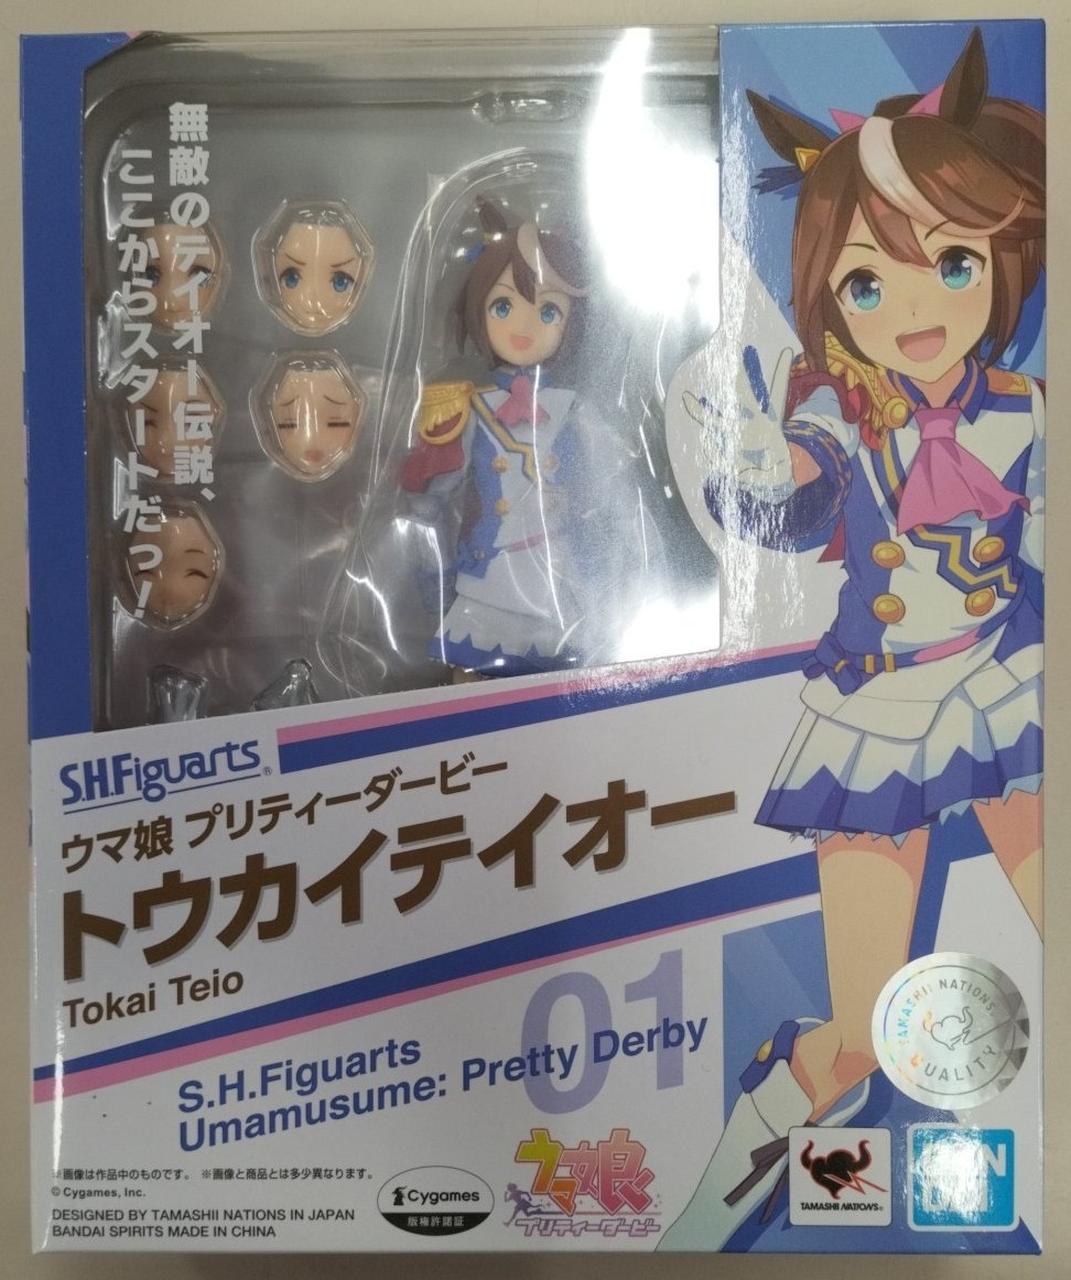 無敵のテイオー伝説、
ここからスタートだっ！
S.H.Figuarts®
ウマ娘 プリティーダービー
トウカイテイオー
Tokai Teio
01
S.H.Figuarts
Umamusume: Pretty Derby
TAMASHII NATIONS
QUALITY
※画像は作品中のものです。 ※画像と商品とは多少異なります。
© Cygames, Inc.
DESIGNED BY TAMASHII NATIONS IN JAPAN
BANDAI SPIRITS MADE IN CHINA
Cygames
版権許諾証
ウマ娘
プリティーダービー
TAMASHII NATIONS®